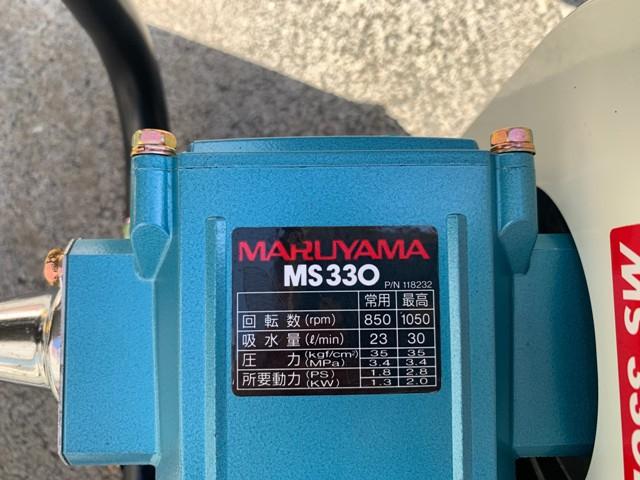 MARUYAMA
MS330
P/N 118232
常用 最高
回転数(rpm) 850 1050
吸水量(ℓ/min) 23 30
圧力(kgf/cm²) 35 35
(MPa) 3.4 3.4
所要動力(PS) 1.8 2.8
(KW) 1.3 2.0